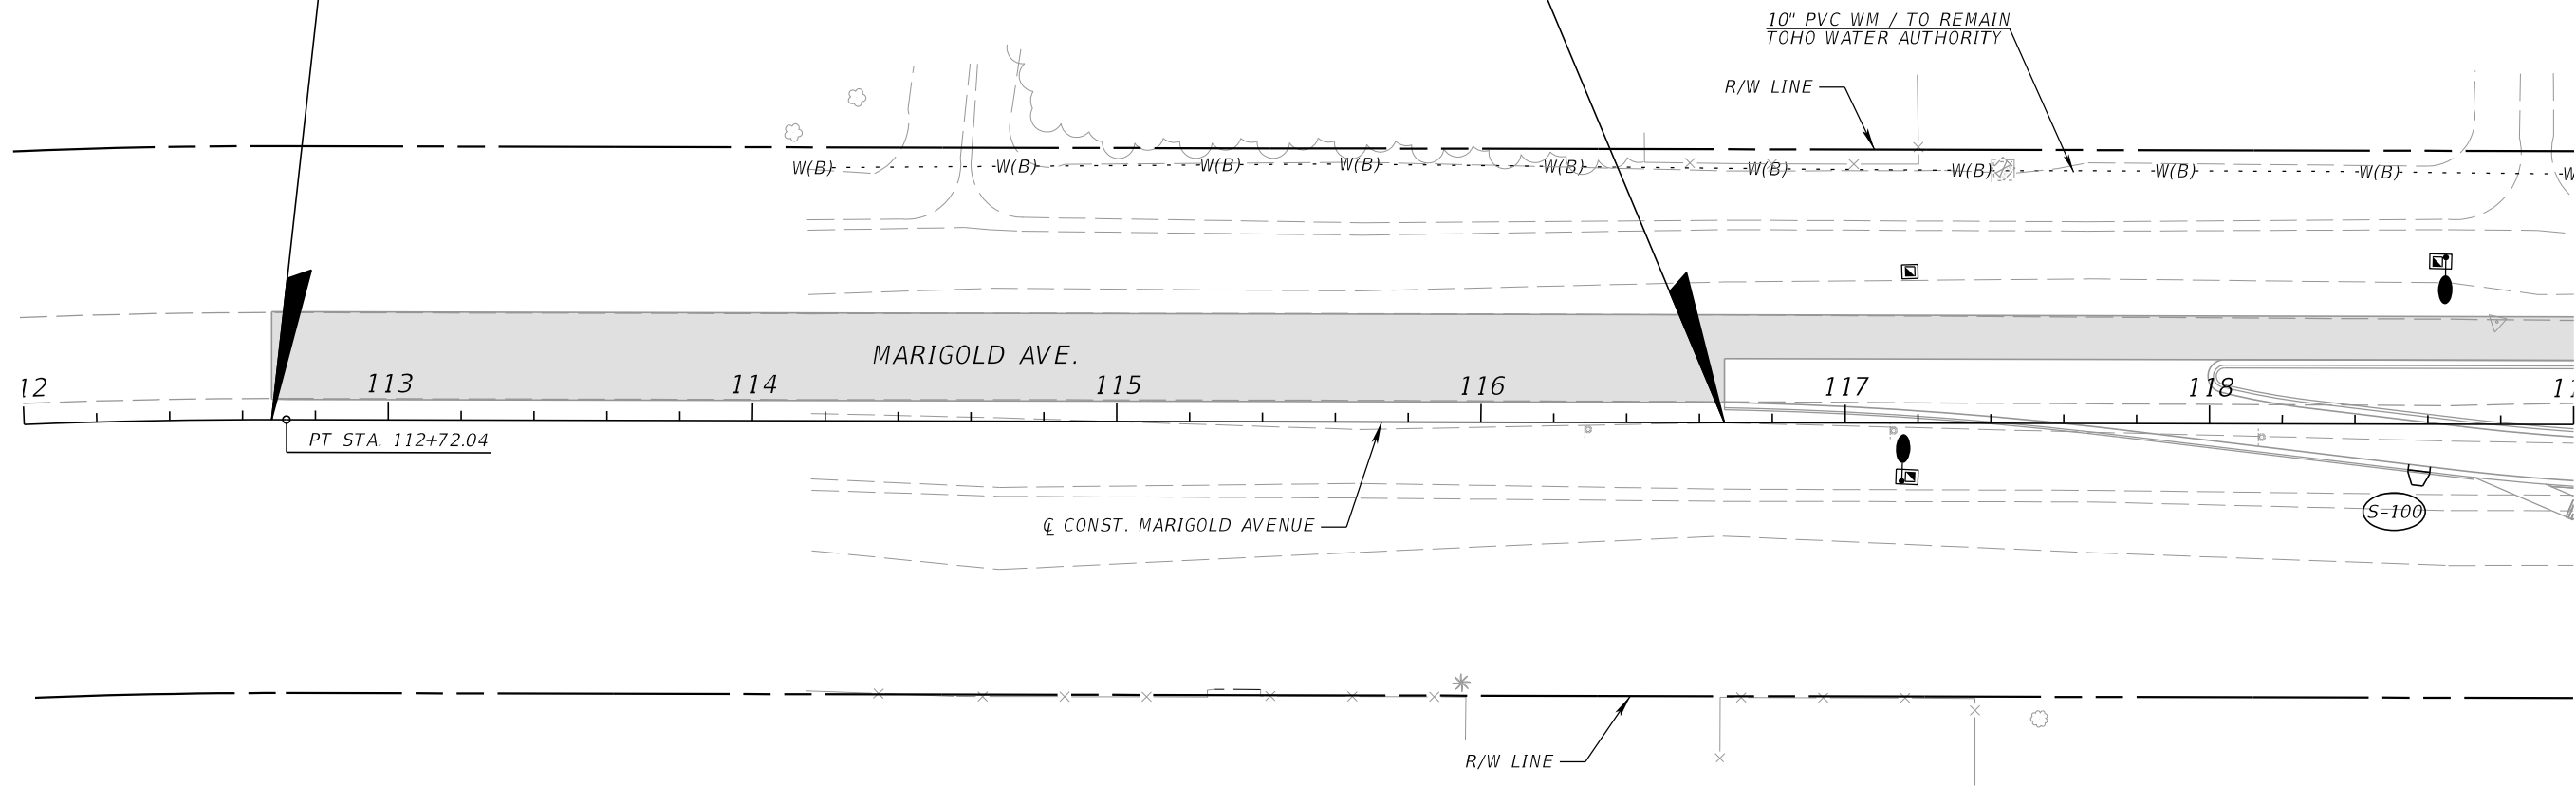 10" PVC WM / TO REMAIN
TOHO WATER AUTHORITY
R/W LINE
W(B) W(B) W(B) W(B) W(B) W(B) W(B) W(B) W(B) W
MARIGOLD AVE.
12 113 114 115 116 117 118 11
PT STA. 112+72.04
℄ CONST. MARIGOLD AVENUE
S-100
R/W LINE